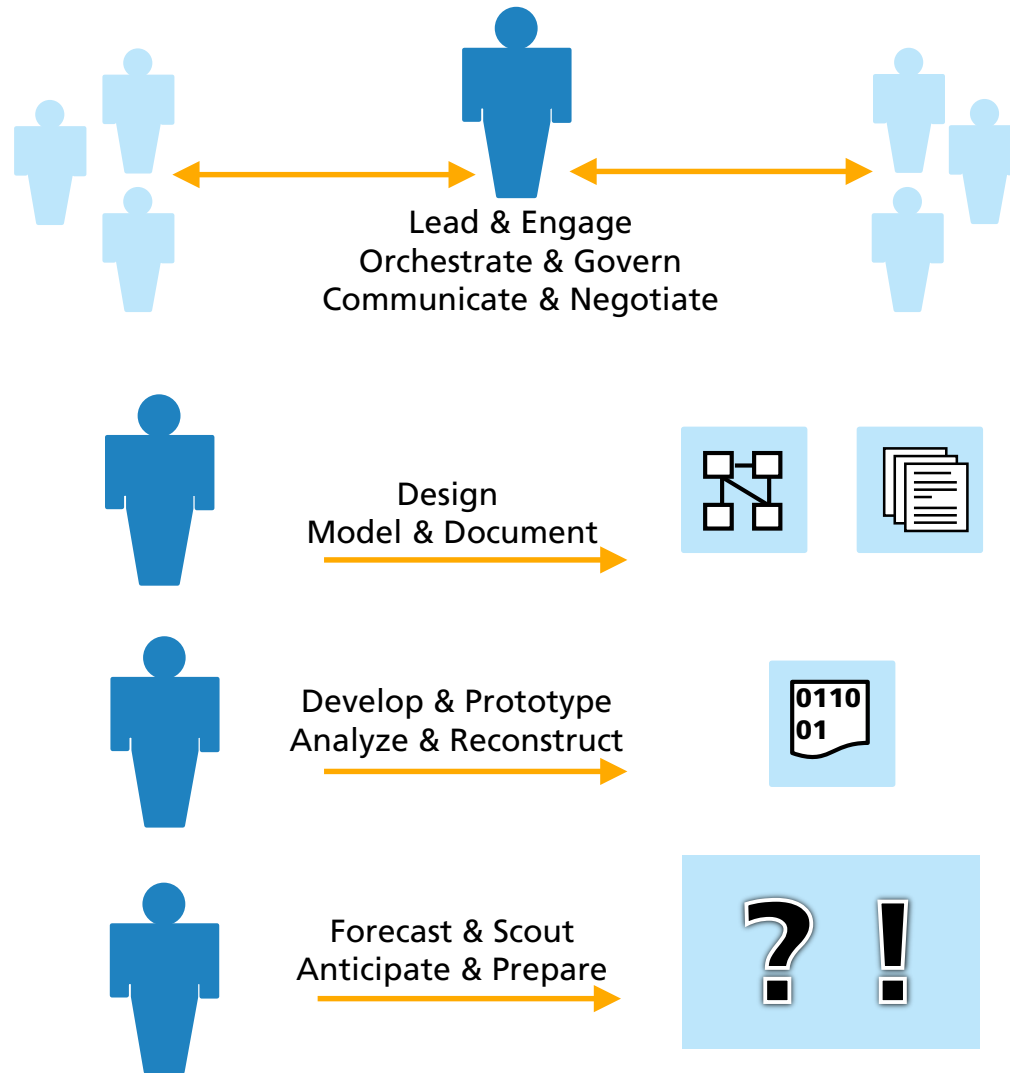 Lead & Engage
Orchestrate & Govern
Communicate & Negotiate
Design
Model & Document
Develop & Prototype
Analyze & Reconstruct
0110
01
Forecast & Scout
Anticipate & Prepare
? !